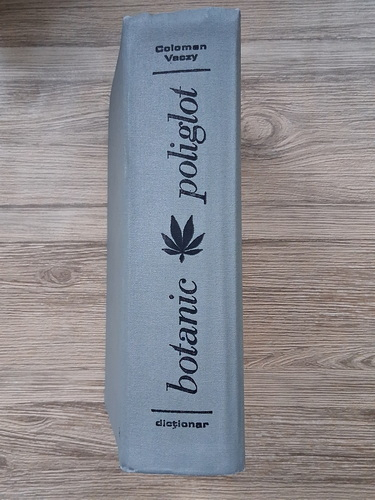 Coloman
Vaczy
botanic poliglot
dicționar